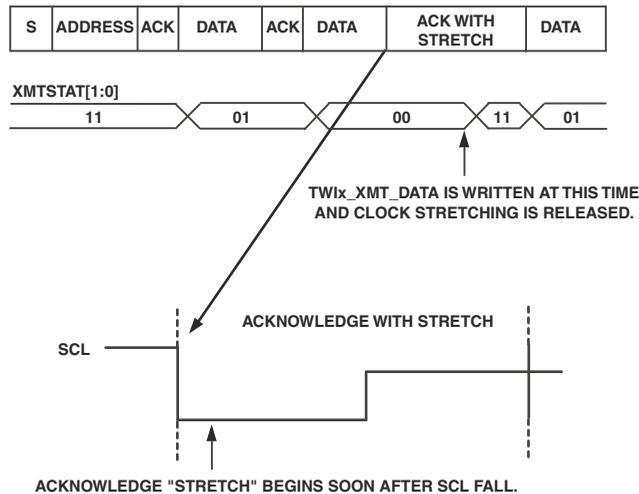 S ADDRESS ACK DATA ACK DATA ACK WITH STRETCH DATA
XMTSTAT[1:0]
11 01 00 11 01
TWIx_XMT_DATA IS WRITTEN AT THIS TIME
AND CLOCK STRETCHING IS RELEASED.
ACKNOWLEDGE WITH STRETCH
SCL
ACKNOWLEDGE "STRETCH" BEGINS SOON AFTER SCL FALL.